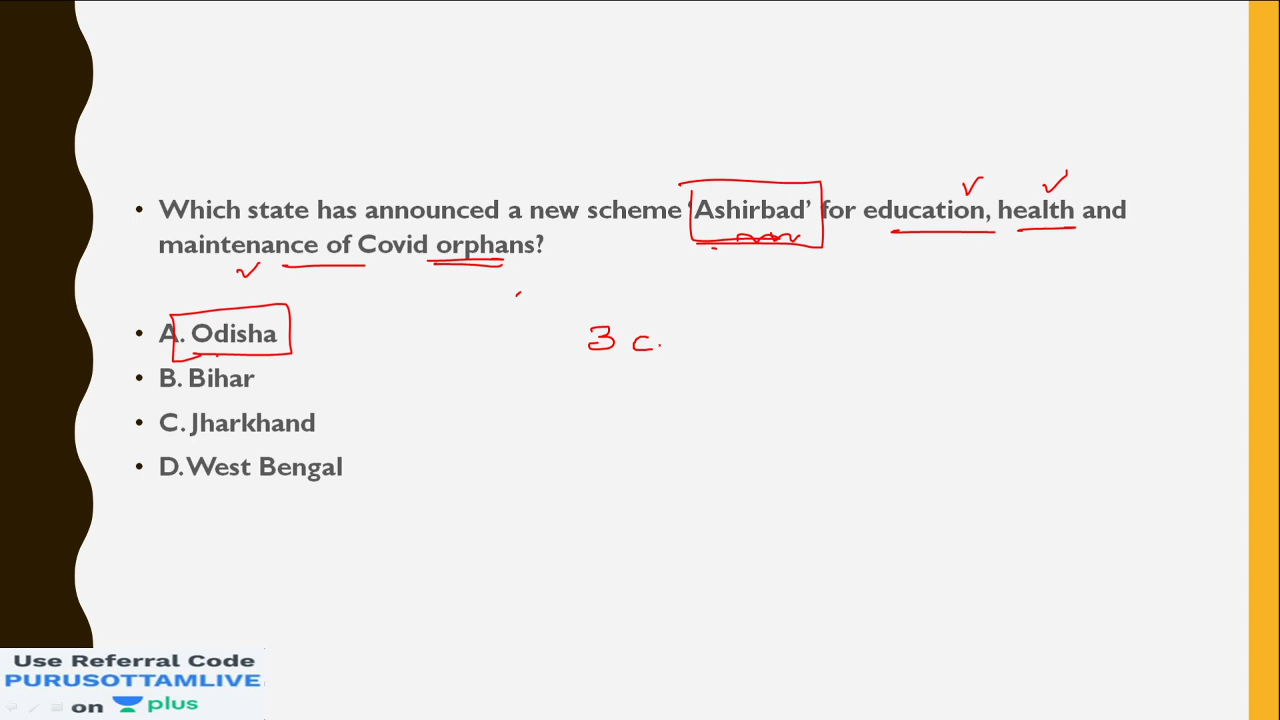 • Which state has announced a new scheme ‘Ashirbad’ for education, health and
maintenance of Covid orphans?
• A. Odisha
3 c.
• B. Bihar
• C. Jharkhand
• D. West Bengal
Use Referral Code
PURUSOTTAMLIVE
on plus